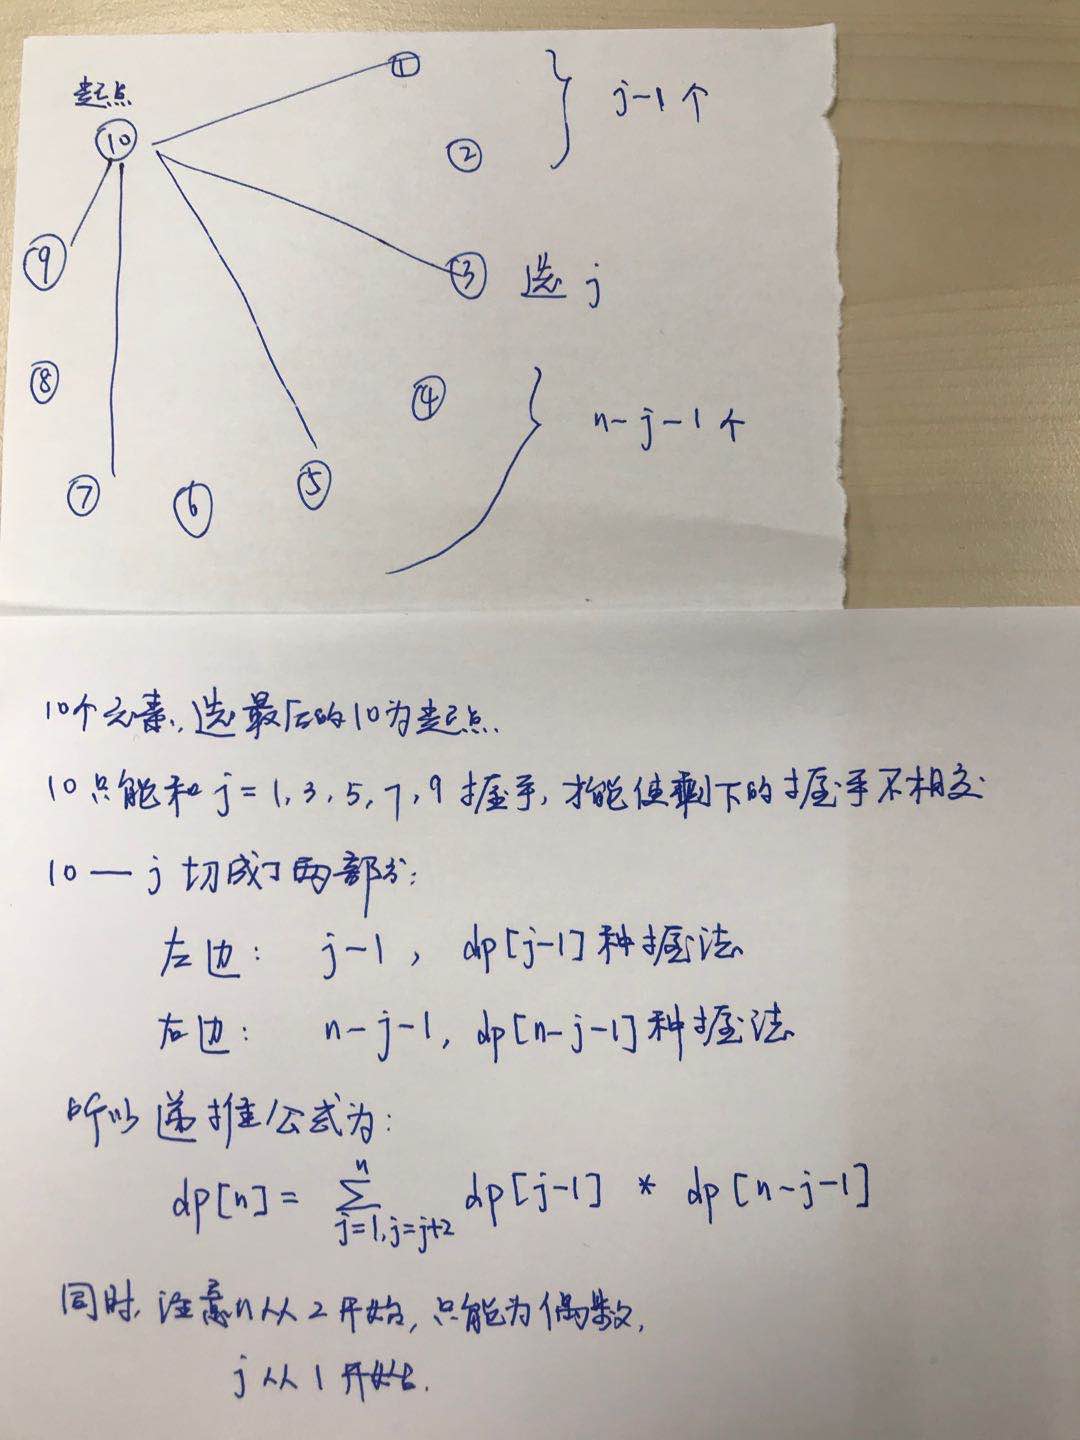 起点
① j-1个
⑩
②
⑨ ③ 选 j
⑧ ④ n-j-1个
⑦ ⑥ ⑤
10个元素,选最后的10为起点.
10只能和 j = 1, 3, 5, 7, 9 握手, 才能使剩下的握手不相交
10 — j 切成了两部分:
左边: j-1, dp[j-1]种握法
右边: n-j-1, dp[n-j-1]种握法
所以递推公式为:
dp[n] = ∑ⁿ_{j=1,j=j+2} dp[j-1] * dp[n-j-1]
同时,注意n从2开始,只能为偶数,
j从1开始.